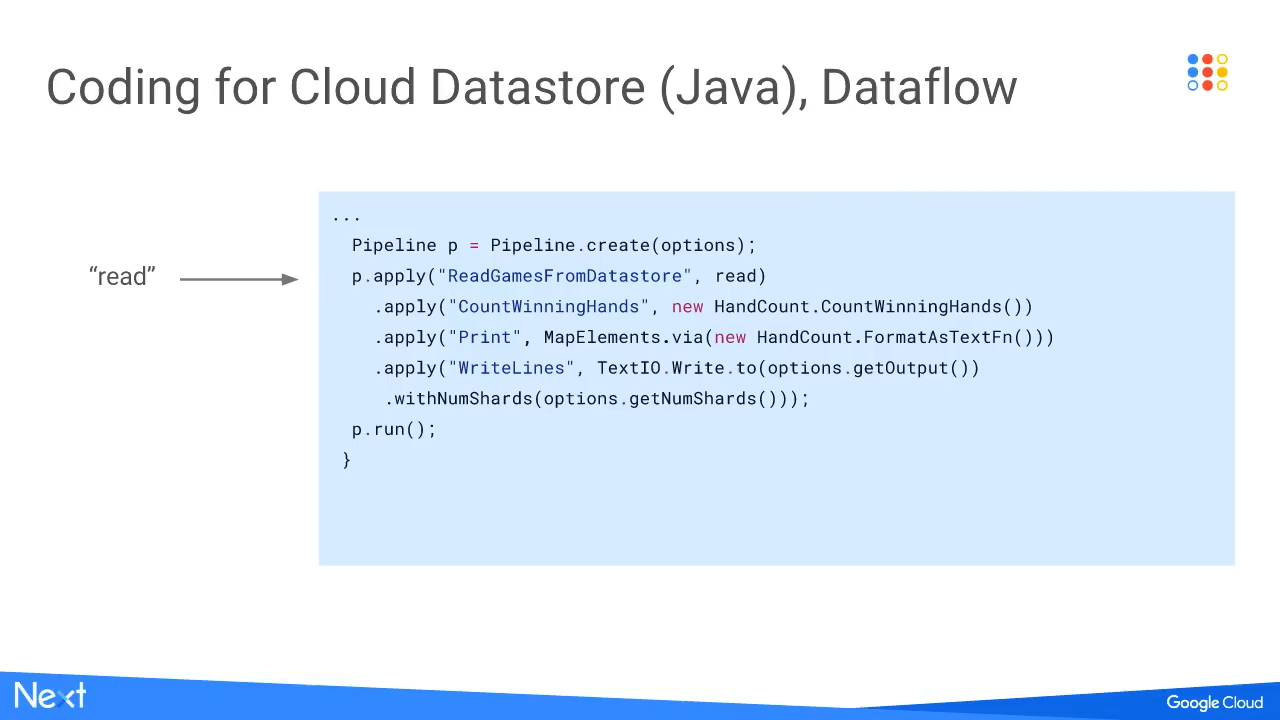 Coding for Cloud Datastore (Java), Dataflow
“read”
...
Pipeline p = Pipeline.create(options);
p.apply("ReadGamesFromDatastore", read)
.apply("CountWinningHands", new HandCount.CountWinningHands())
.apply("Print", MapElements.via(new HandCount.FormatAsTextFn()))
.apply("WriteLines", TextIO.Write.to(options.getOutput())
.withNumShards(options.getNumShards()));
p.run();
}
Next
Google Cloud